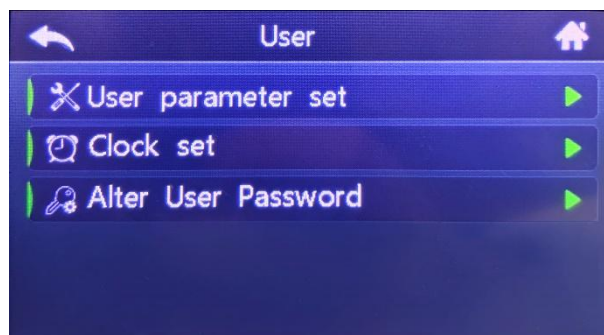 User
User parameter set
Clock set
Alter User Password